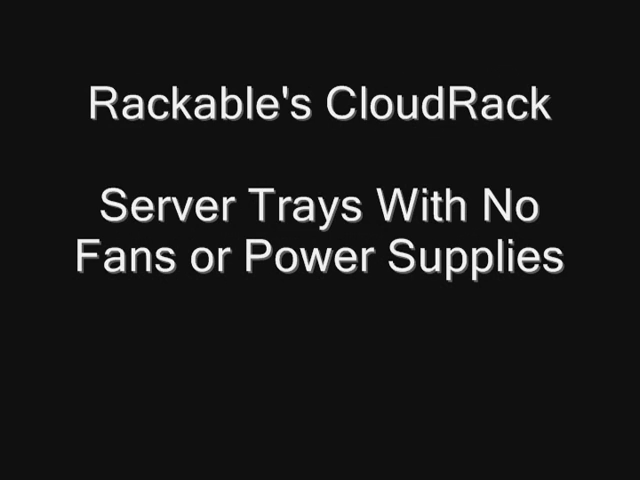 Rackable's CloudRack
Server Trays With No
Fans or Power Supplies